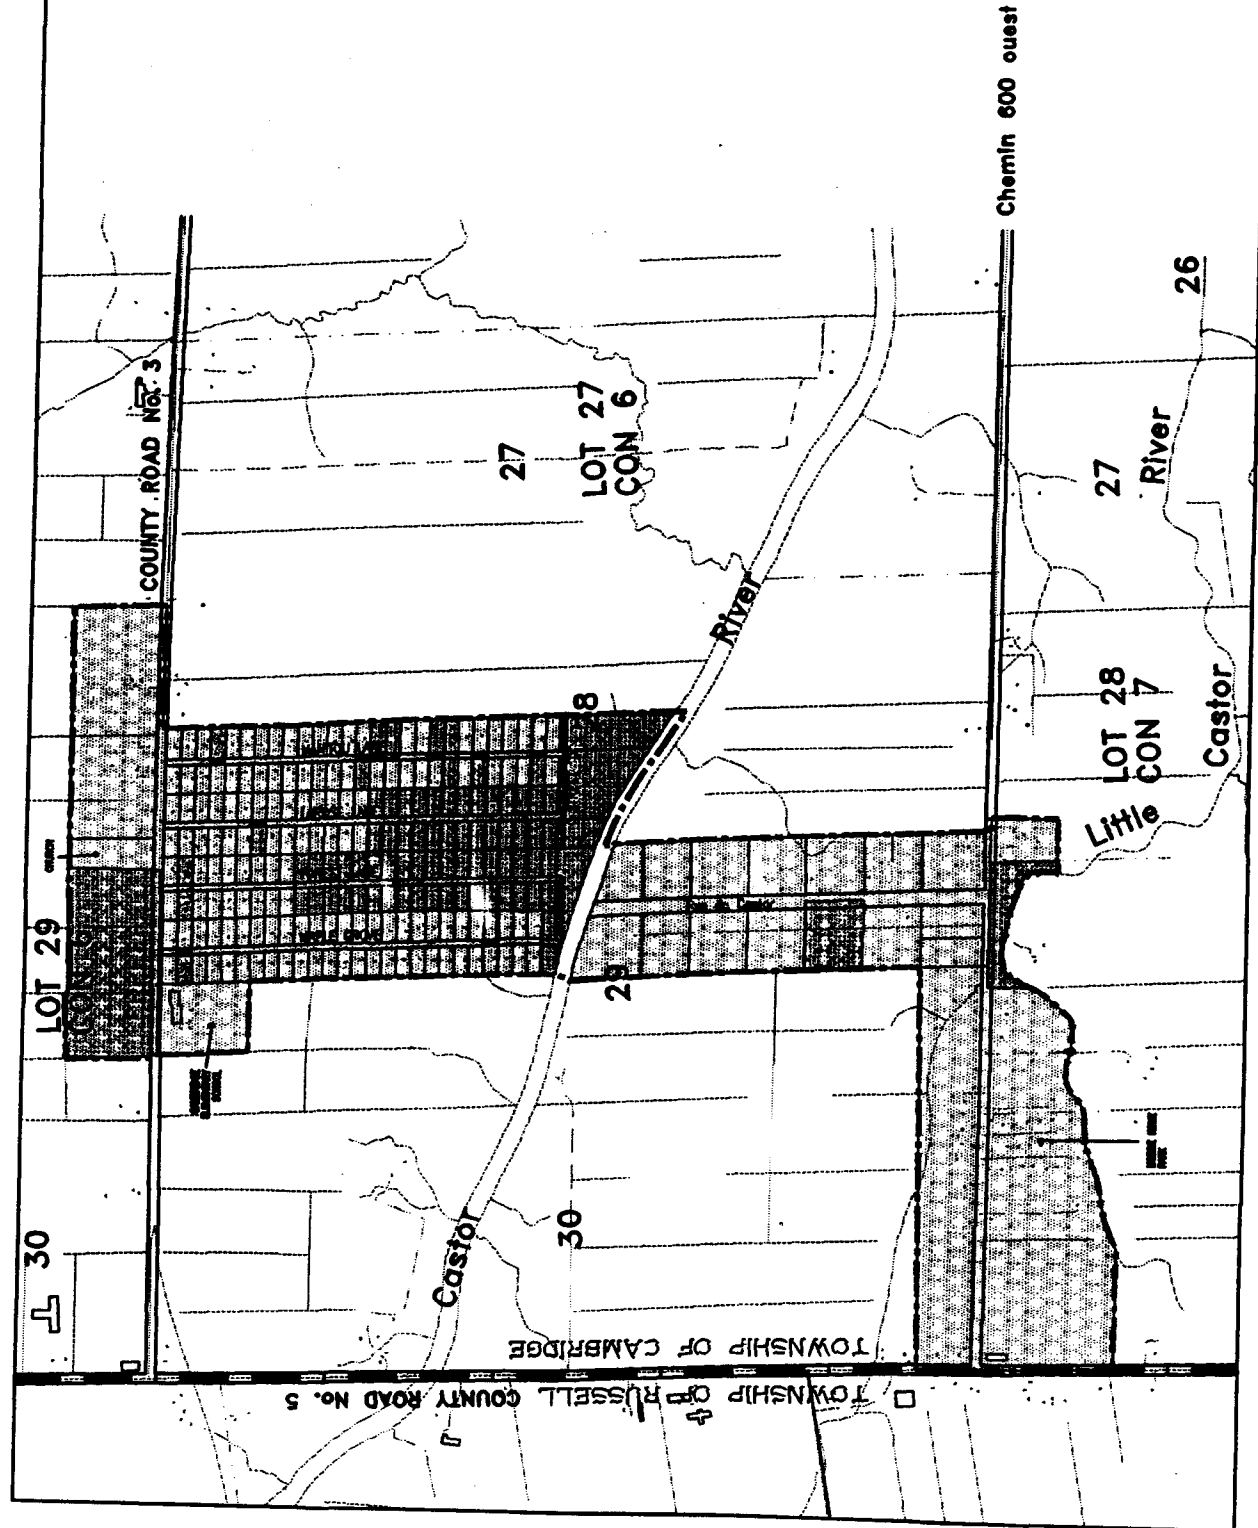 Chemin 600 ouest
COUNTY ROAD No. 3
26
27
LOT 27
CON 6
27
River
River
8
LOT 28
CON 7
Castor
Little
LOT 29
CON
29
30
Castor
30
TOWNSHIP OF CAMBRIDGE
TOWNSHIP OF RUSSELL
COUNTY ROAD No. 5